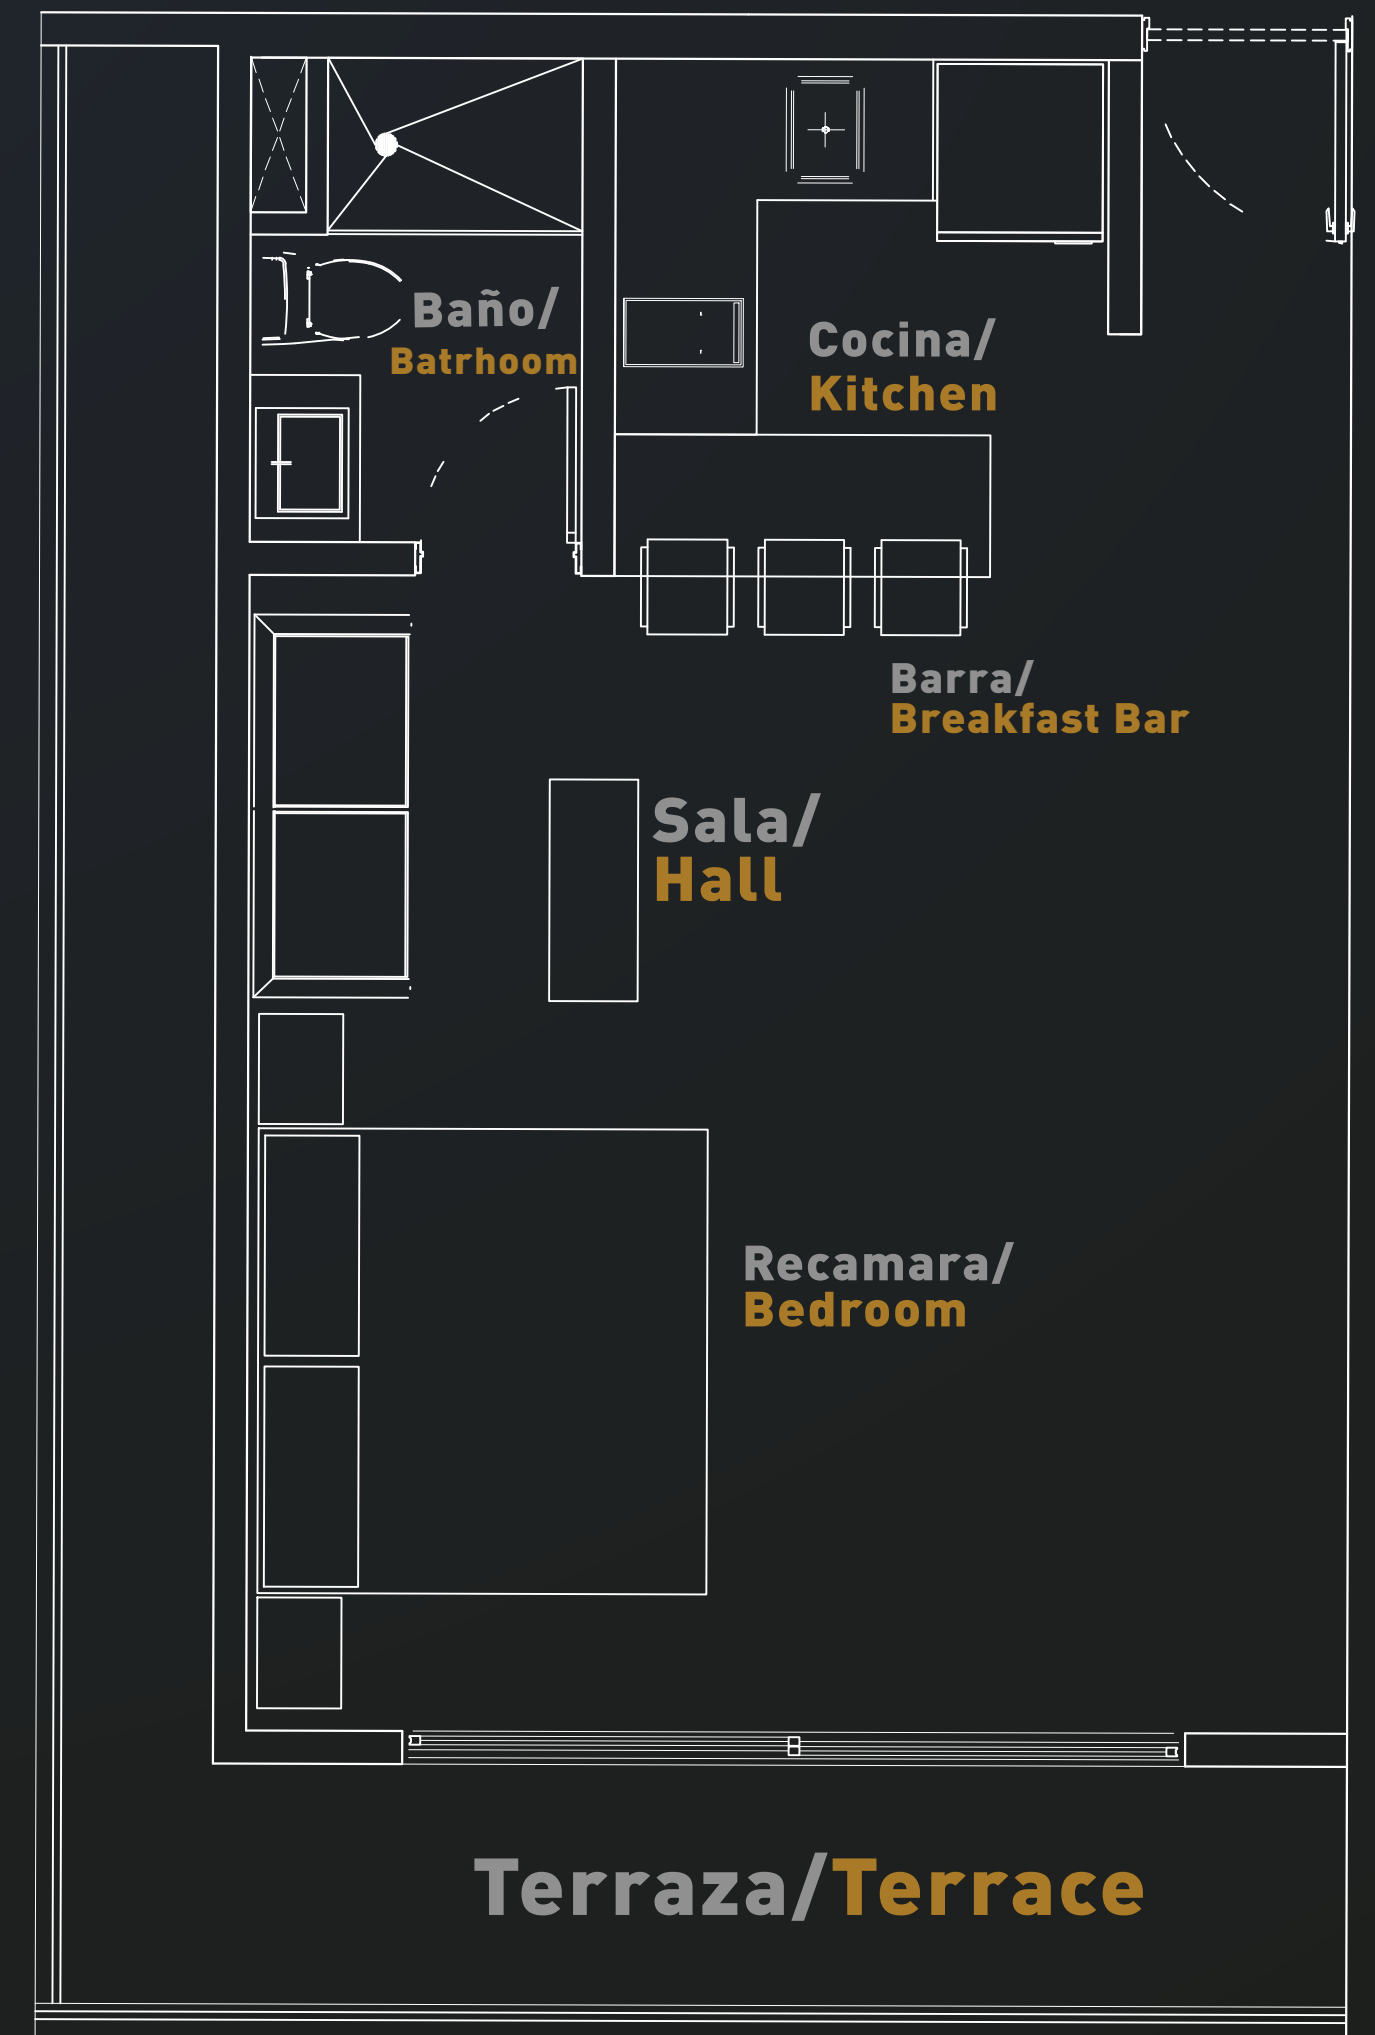 Baño/
Batrhoom
Cocina/
Kitchen
Barra/
Breakfast Bar
Sala/
Hall
Recamara/
Bedroom
Terraza/Terrace